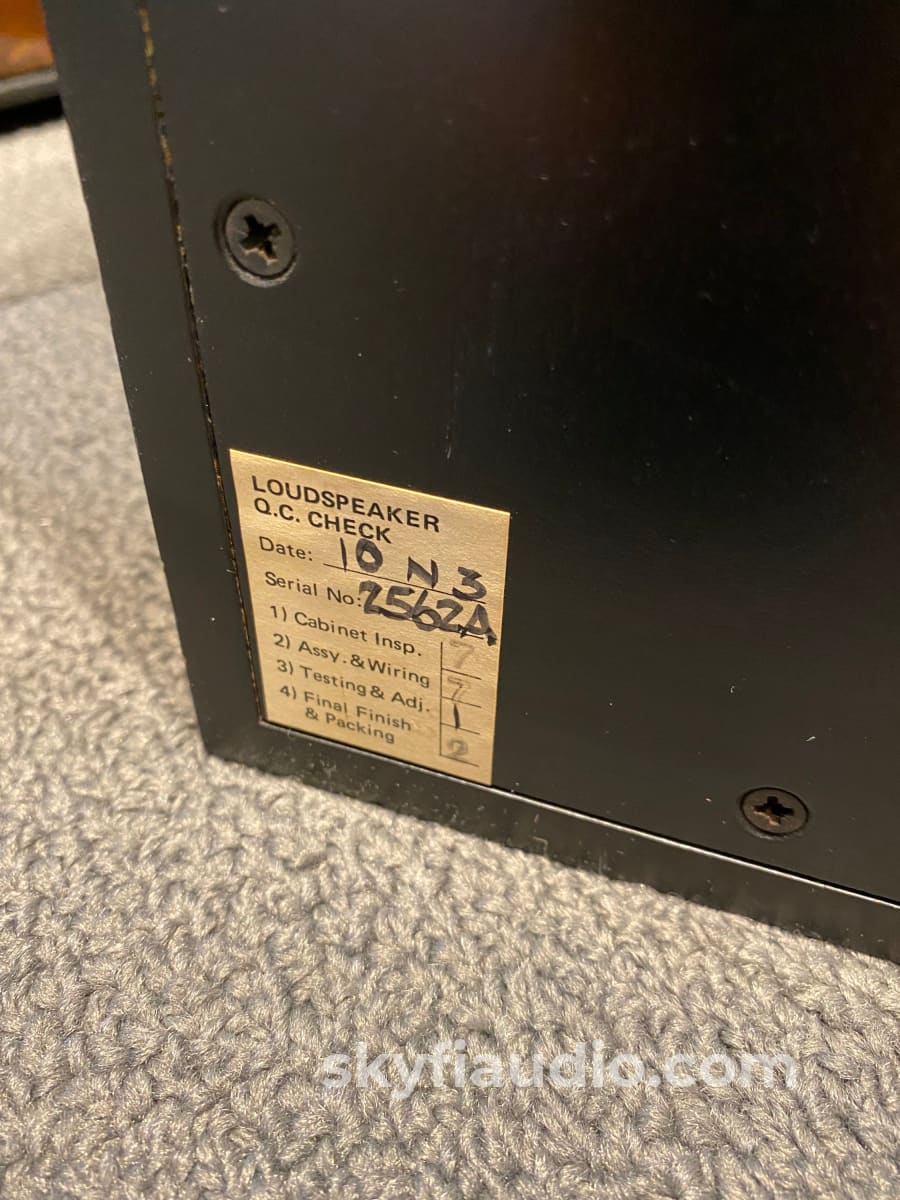 LOUDSPEAKER
Q.C. CHECK
Date: 10 N 3
Serial No: 2562A
1) Cabinet Insp. 7
2) Assy. & Wiring 7
3) Testing & Adj. 1
4) Final Finish
& Packing 2
skyfiaudio.com